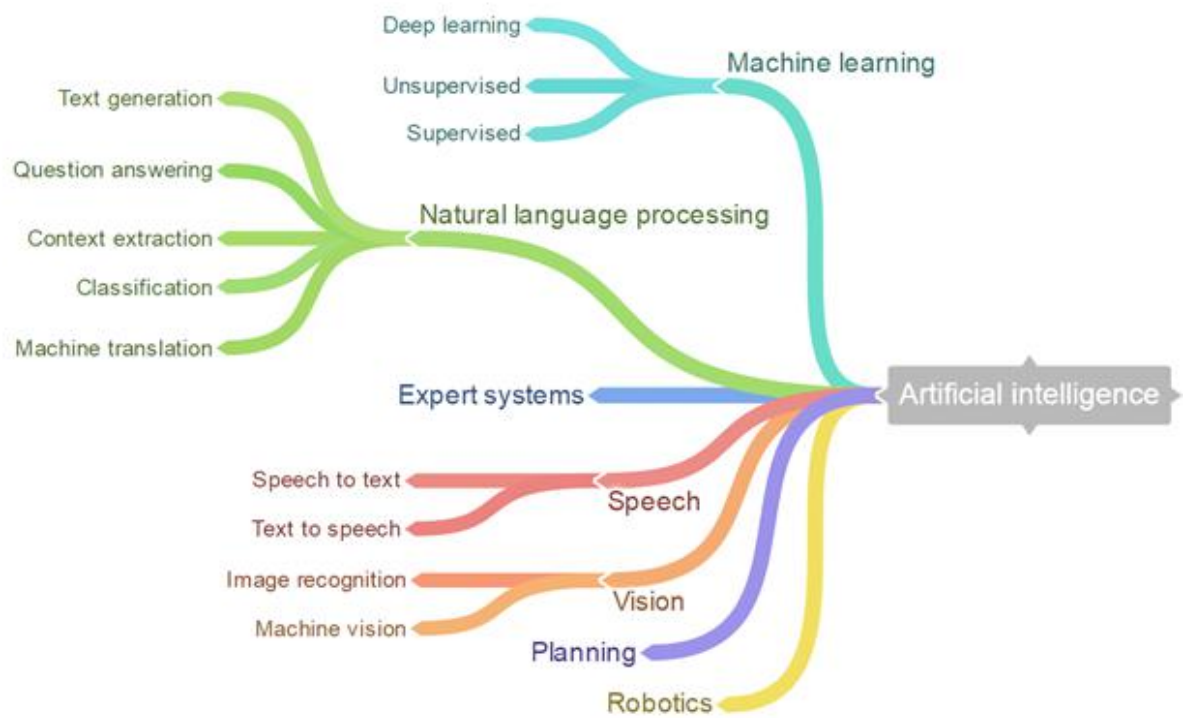 Deep learning
Machine learning
Unsupervised
Supervised
Text generation
Question answering
Natural language processing
Context extraction
Classification
Machine translation
Expert systems
Artificial intelligence
Speech to text
Speech
Text to speech
Image recognition
Vision
Machine vision
Planning
Robotics